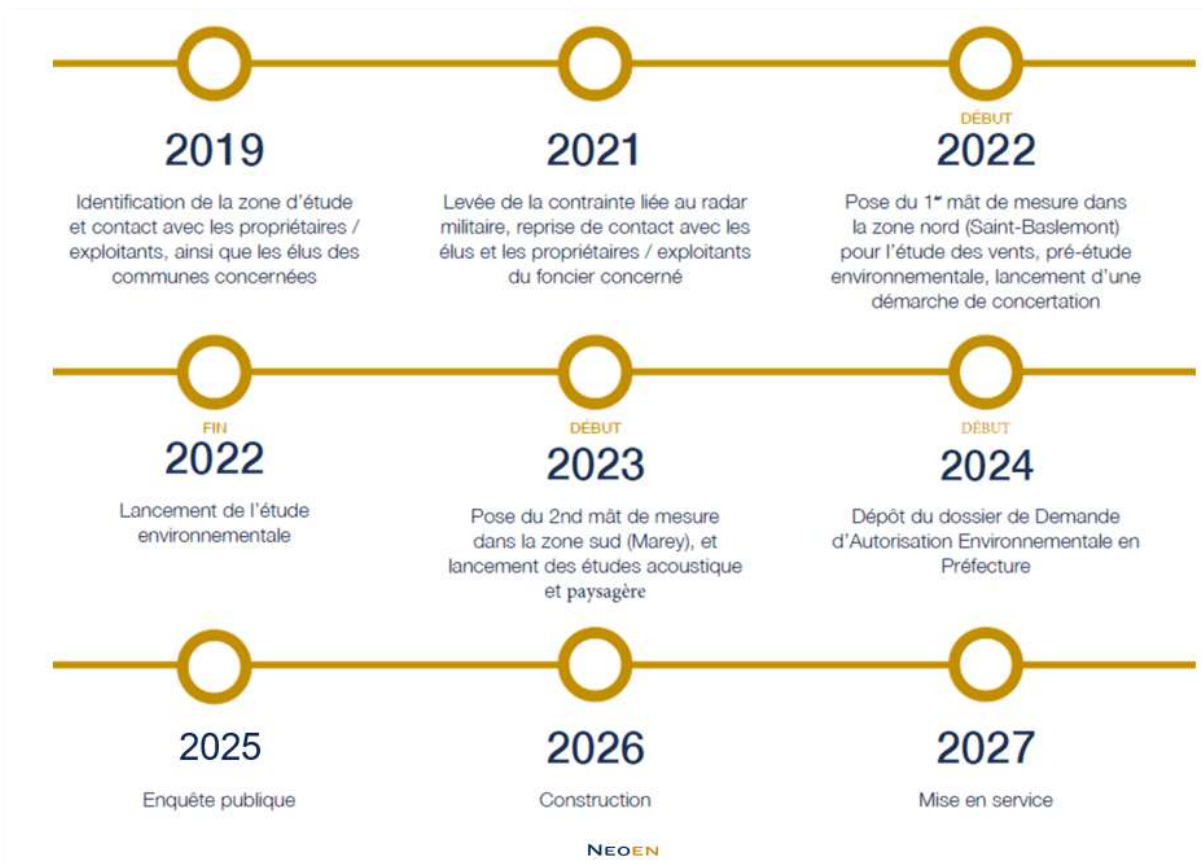 2019
Identification de la zone d'étude
et contact avec les propriétaires /
exploitants, ainsi que les élus des
communes concernées
2021
Levée de la contrainte liée au radar
militaire, reprise de contact avec les
élus et les propriétaires / exploitants
du foncier concerné
DÉBUT
2022
Pose du 1er mât de mesure dans
la zone nord (Saint-Baslemont)
pour l'étude des vents, pré-étude
environnementale, lancement d'une
démarche de concertation
FIN
2022
Lancement de l'étude
environnementale
DÉBUT
2023
Pose du 2nd mât de mesure
dans la zone sud (Marey), et
lancement des études acoustique
et paysagère
DÉBUT
2024
Dépôt du dossier de Demande
d'Autorisation Environnementale en
Préfecture
2025
Enquête publique
2026
Construction
2027
Mise en service
NEOEN